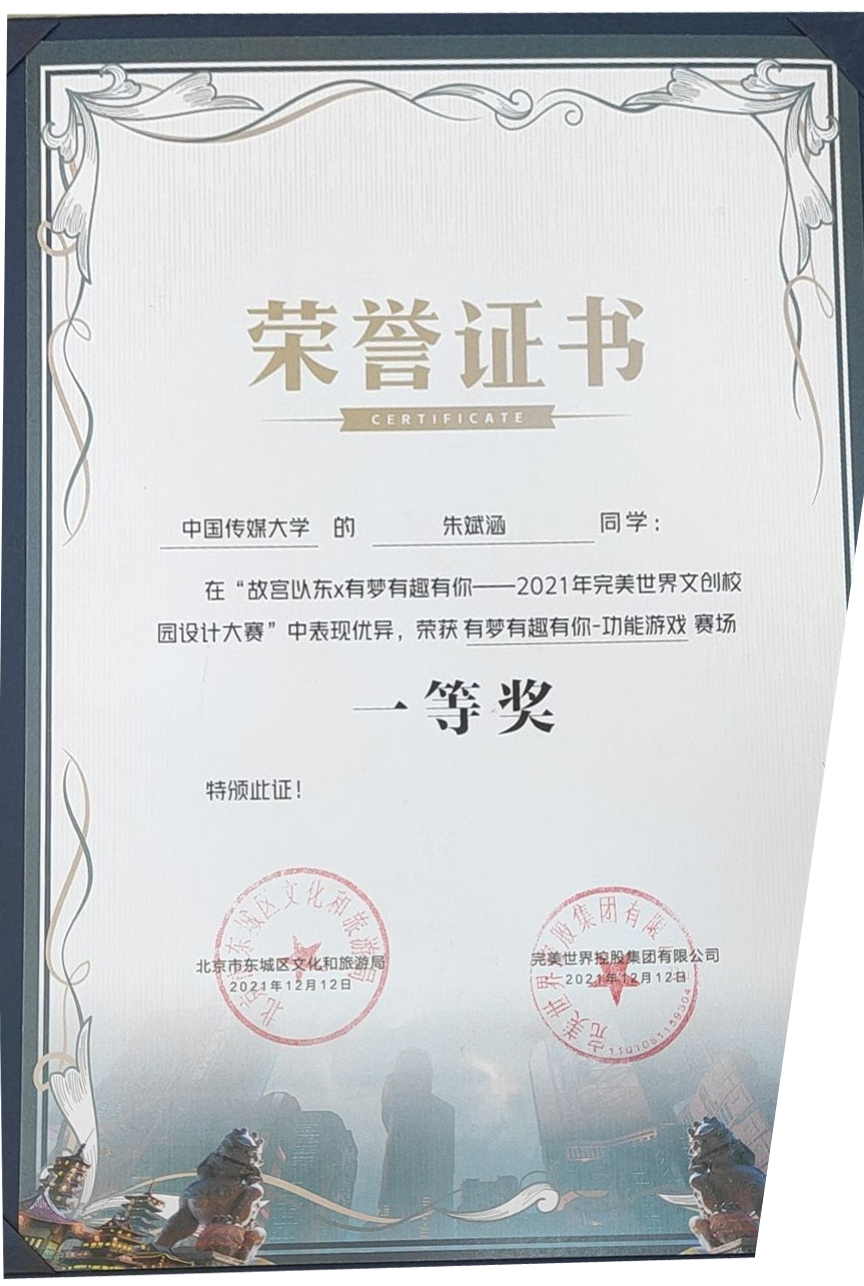 荣誉证书
CERTIFICATE
中国传媒大学 的 朱斌涵 同学：
在“故宫以东x有梦有趣有你——2021年完美世界文创校
园设计大赛”中表现优异，荣获 有梦有趣有你-功能游戏 赛场
一等奖
特颁此证！
北京市东城区文化和旅游局
2021年12月12日
北京市东城区文化和旅游局
完美世界控股集团有限公司
2021年12月12日
完美世界控股集团有限